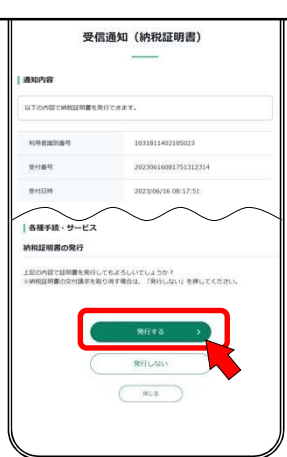 受信通知（納税証明書）
通知内容
以下の内容で納税証明書を発行できます。
利用者識別番号 1031811402105023
受付番号 20230616081751312314
受付日時 2023/06/16 08:17:51
各種手続・サービス
納税証明書の発行
上記の内容で証明書を発行してもよろしいでしょうか？
※納税証明書の交付請求を取り消す場合は、「発行しない」を押してください。
発行する
発行しない
閉じる